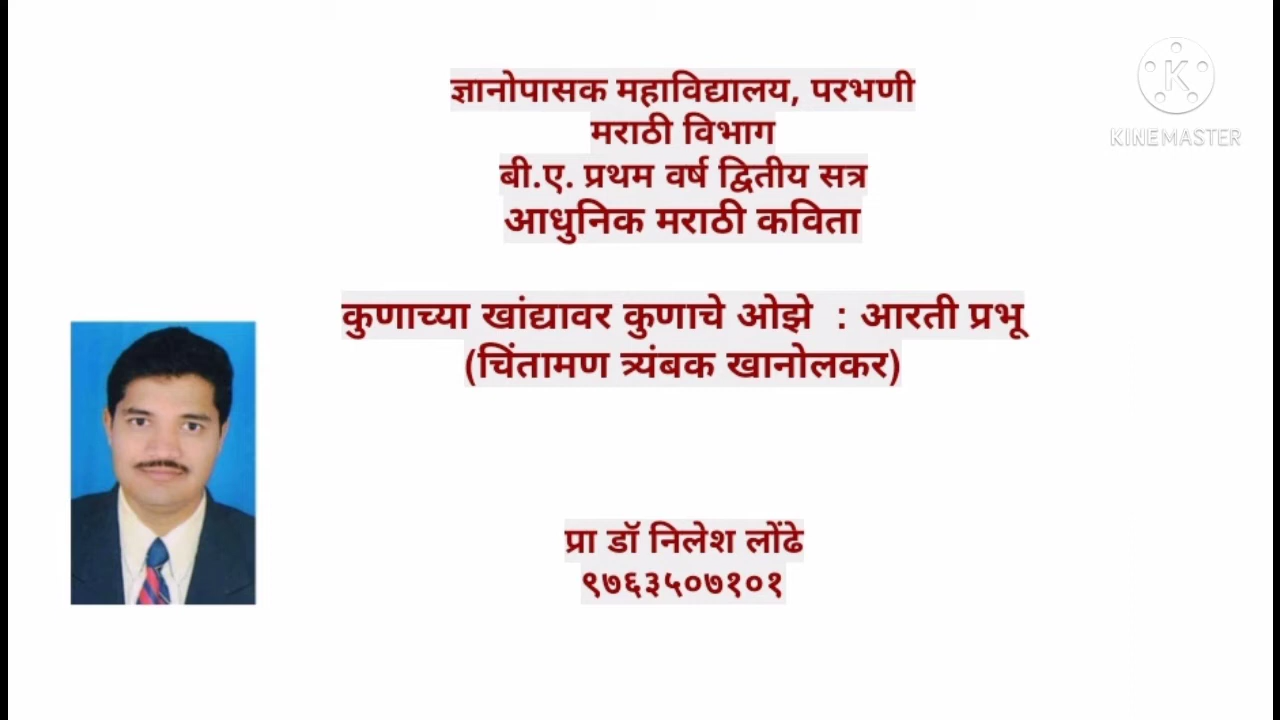 ज्ञानोपासक महाविद्यालय, परभणी
मराठी विभाग
बी.ए. प्रथम वर्ष द्वितीय सत्र
आधुनिक मराठी कविता
कुणाच्या खांद्यावर कुणाचे ओझे : आरती प्रभू
(चिंतामण त्र्यंबक खानोलकर)
प्रा डॉ निलेश लोंढे
९७६३५०७१०१
K
KINEMASTER